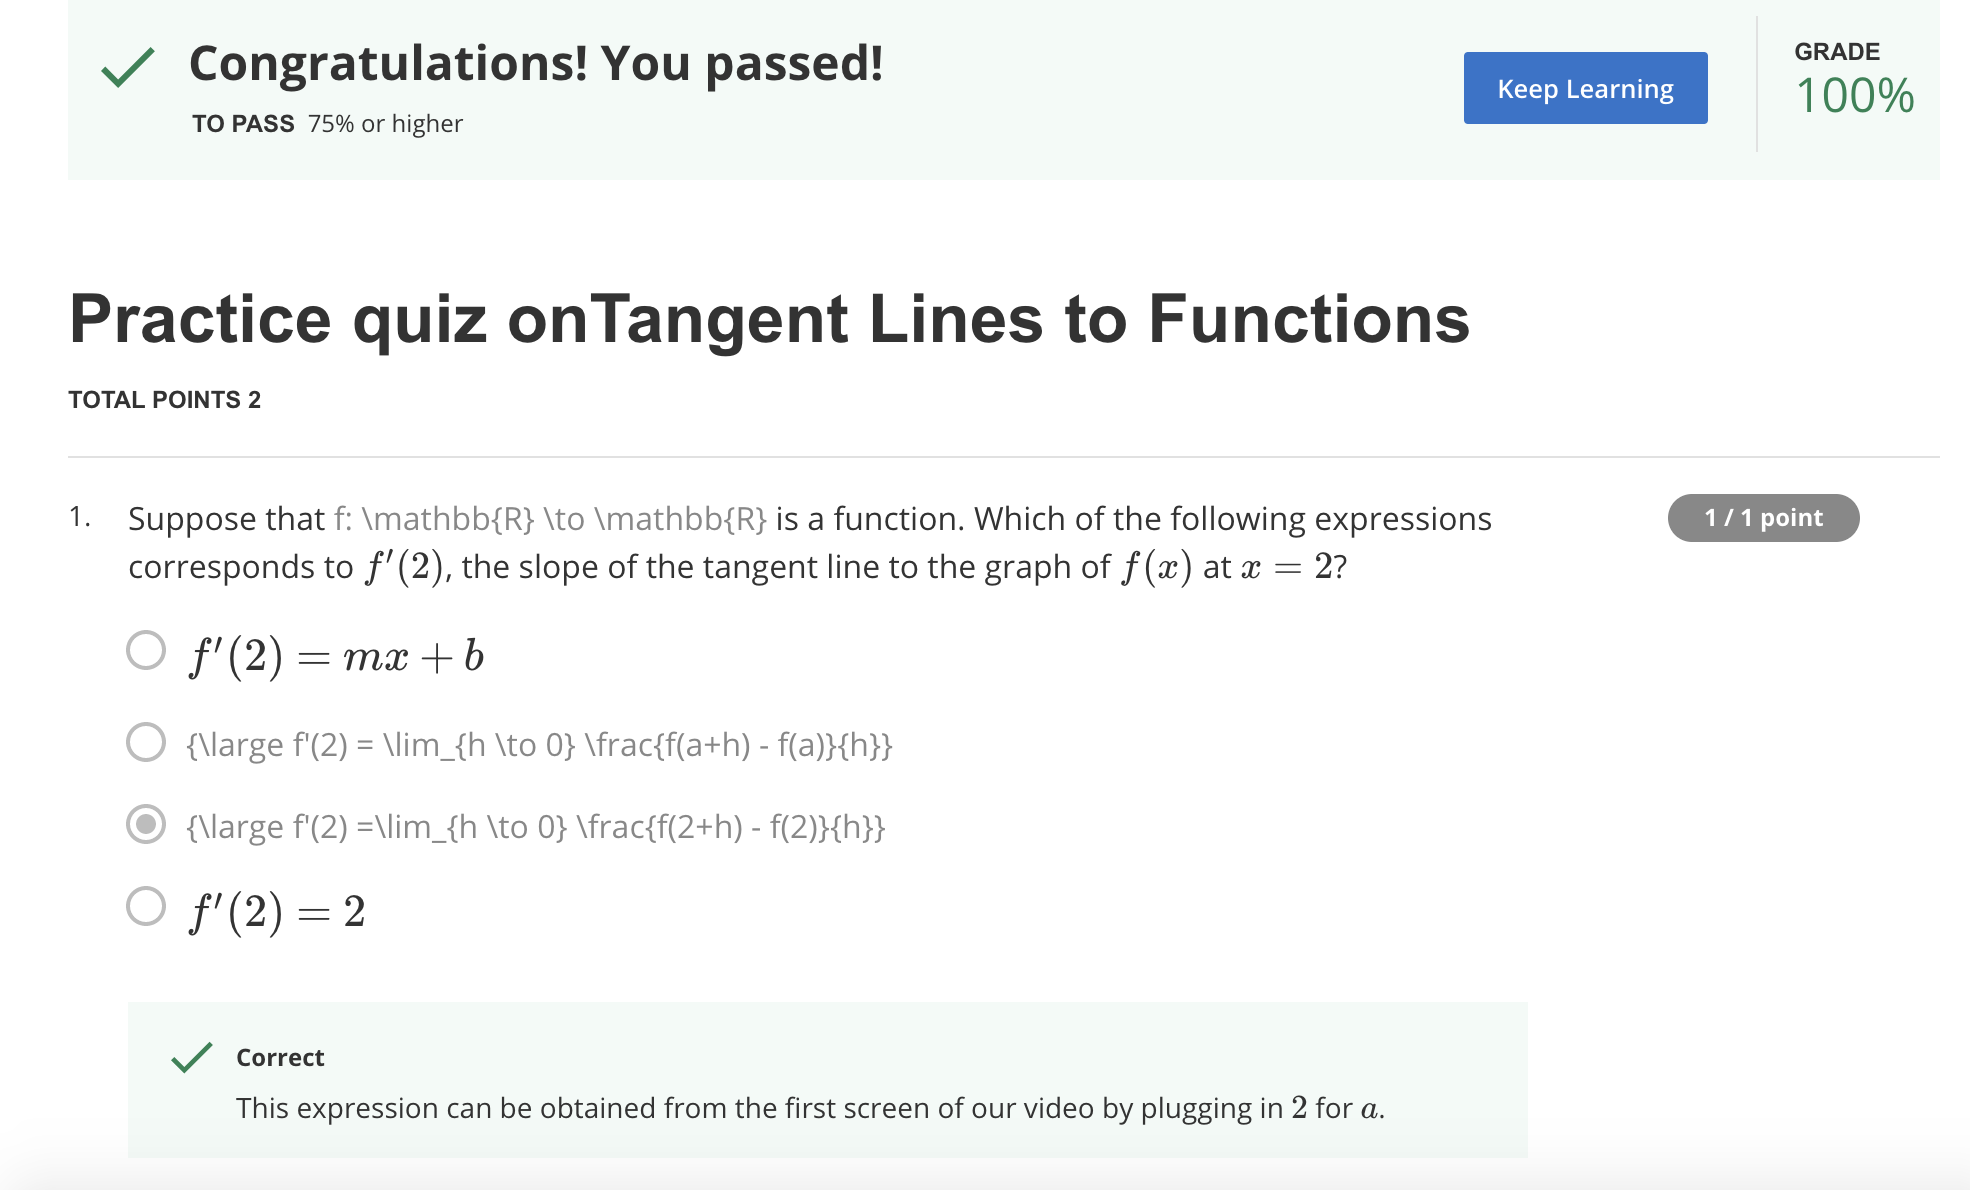 Congratulations! You passed!
TO PASS 75% or higher
Keep Learning
GRADE
100%
Practice quiz onTangent Lines to Functions
TOTAL POINTS 2
1.
Suppose that f: \mathbb{R} \to \mathbb{R} is a function. Which of the following expressions
corresponds to f′(2), the slope of the tangent line to the graph of f(x) at x = 2?
1 / 1 point
f′(2) = mx + b
{\large f'(2) = \lim_{h \to 0} \frac{f(a+h) - f(a)}{h}}
{\large f'(2) =\lim_{h \to 0} \frac{f(2+h) - f(2)}{h}}
f′(2) = 2
Correct
This expression can be obtained from the first screen of our video by plugging in 2 for a.